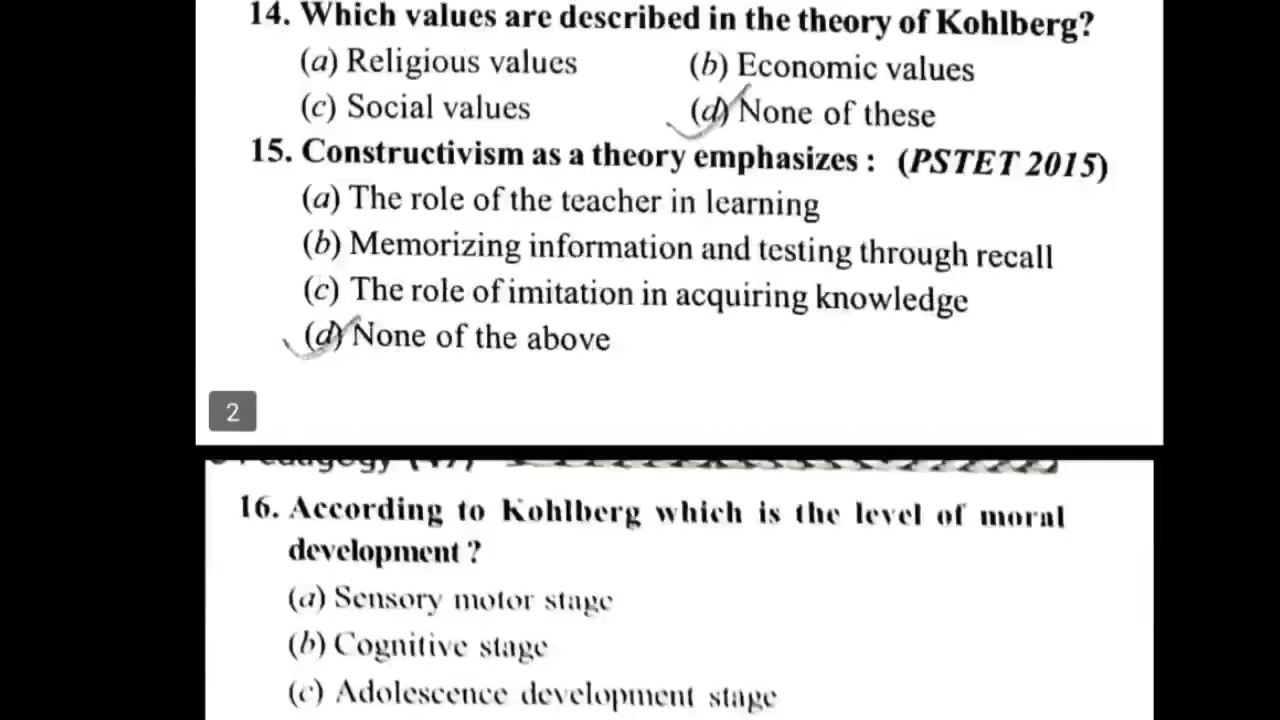 14. Which values are described in the theory of Kohlberg?
(a) Religious values (b) Economic values
(c) Social values (d) None of these
15. Constructivism as a theory emphasizes : (PSTET 2015)
(a) The role of the teacher in learning
(b) Memorizing information and testing through recall
(c) The role of imitation in acquiring knowledge
(d) None of the above
2
16. According to Kohlberg which is the level of moral
development ?
(a) Sensory motor stage
(b) Cognitive stage
(c) Adolescence development stage